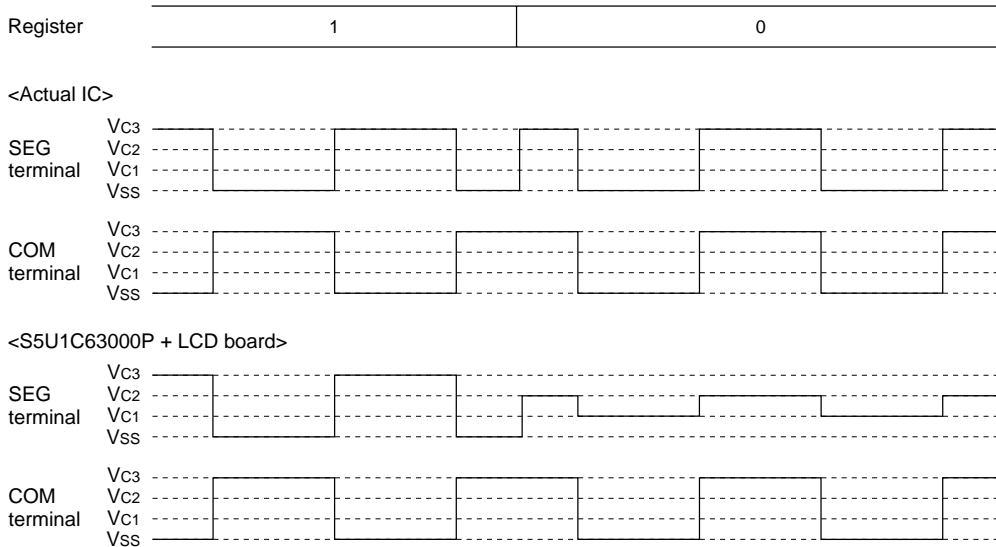 Register 1 0
<Actual IC>
SEG terminal
VC3
VC2
VC1
VSS
COM terminal
VC3
VC2
VC1
VSS
<S5U1C63000P + LCD board>
SEG terminal
VC3
VC2
VC1
VSS
COM terminal
VC3
VC2
VC1
VSS